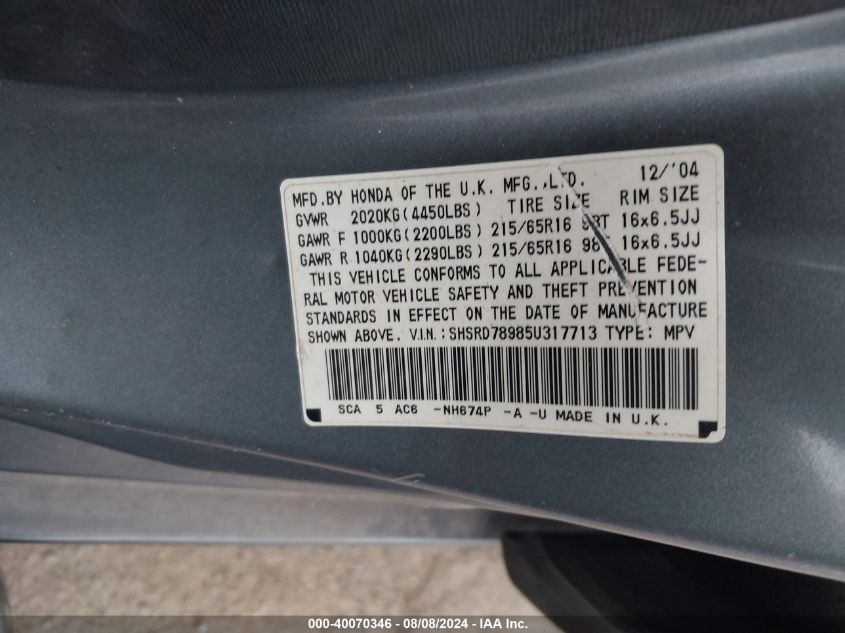 MFD.BY HONDA OF THE U.K. MFG.,LTD. 12/'04
GVWR 2020KG(4450LBS) TIRE SIZE RIM SIZE
GAWR F 1000KG(2200LBS) 215/65R16 98T 16x6.5JJ
GAWR R 1040KG(2290LBS) 215/65R16 98T 16x6.5JJ
THIS VEHICLE CONFORMS TO ALL APPLICABLE FEDE-
RAL MOTOR VEHICLE SAFETY AND THEFT PREVENTION
STANDARDS IN EFFECT ON THE DATE OF MANUFACTURE
SHOWN ABOVE. V.I.N.: SHSRD78985U317713 TYPE: MPV
SCA 5 AC6 -NH674P -A -U MADE IN U.K.
000-40070346 - 08/08/2024 - IAA Inc.